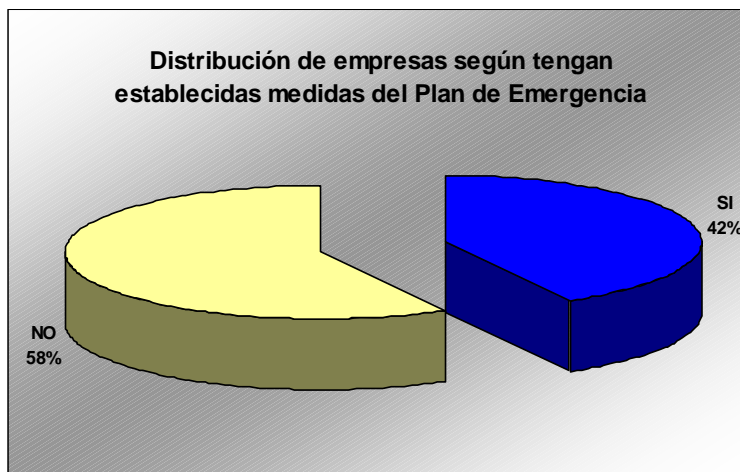 Distribución de empresas según tengan
establecidas medidas del Plan de Emergencia
SI
42%
NO
58%